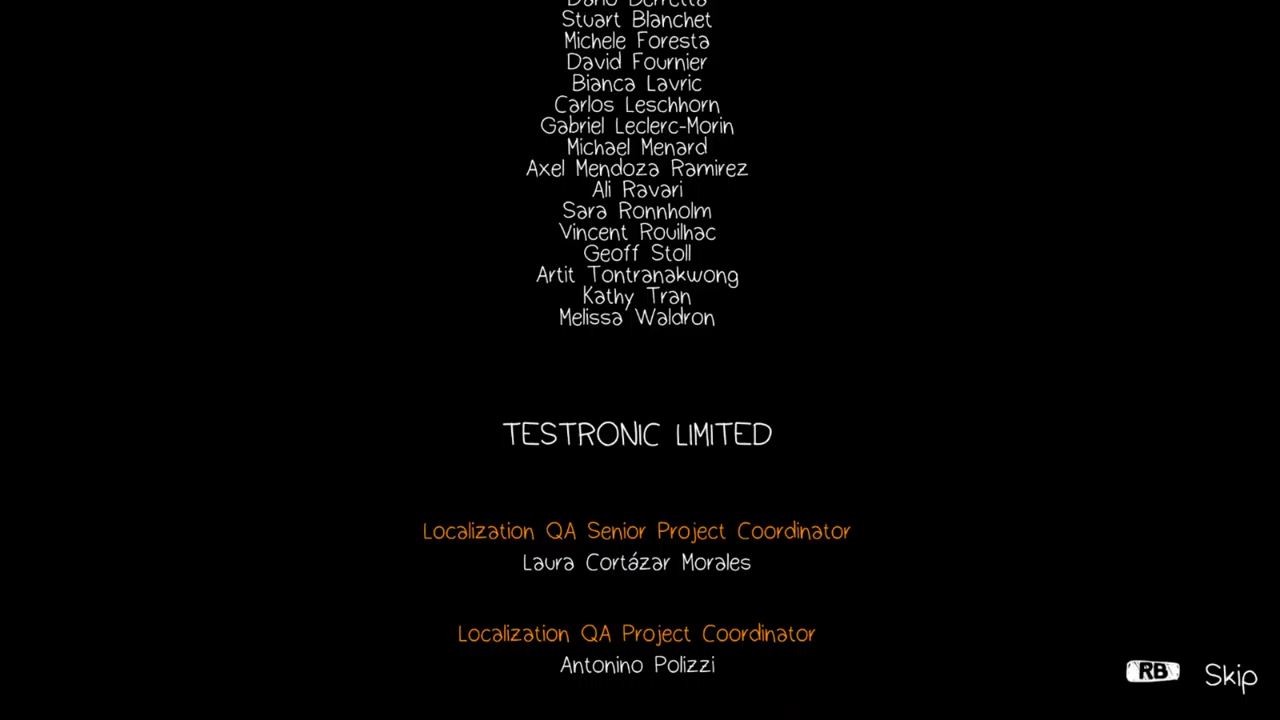 Stuart Blanchet
Michele Foresta
David Fournier
Bianca Lavric
Carlos Leschhorn
Gabriel Leclerc-Morin
Michael Menard
Axel Mendoza Ramirez
Ali Ravari
Sara Ronnholm
Vincent Rouilhac
Geoff Stoll
Artit Tontranakwong
Kathy Tran
Melissa Waldron
TESTRONIC LIMITED
Localization QA Senior Project Coordinator
Laura Cortázar Morales
Localization QA Project Coordinator
Antonino Polizzi
RB Skip